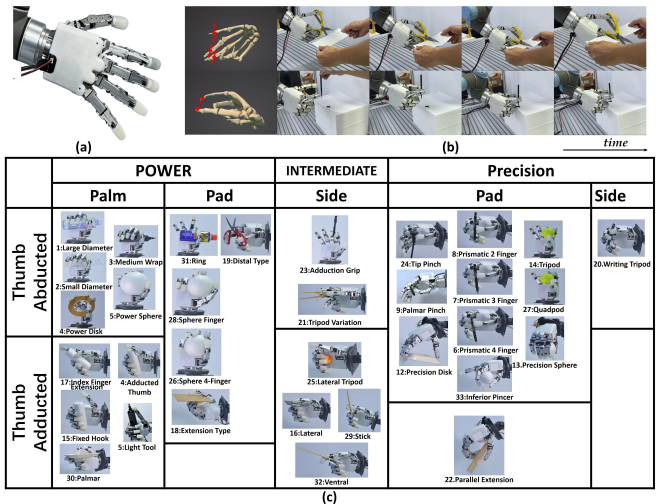 (a)
(b)
time
POWER
INTERMEDIATE
Precision
Palm
Pad
Side
Pad
Side
Thumb
Abducted
1:Large Diameter
3:Medium Wrap
2:Small Diameter
5:Power Sphere
4:Power Disk
31:Ring
19:Distal Type
28:Sphere Finger
26:Sphere 4-Finger
18:Extension Type
23:Adduction Grip
21:Tripod Variation
24:Tip Pinch
8:Prismatic 2 Finger
14:Tripod
9:Palmar Pinch
7:Prismatic 3 Finger
27:Quadpod
6:Prismatic 4 Finger
12:Precision Disk
13.Precision Sphere
33:Inferior Pincer
20.Writing Tripod
Thumb
Adducted
17:Index Finger
Extension
4:Adducted
Thumb
15:Fixed Hook
5:Light Tool
30:Palmar
25:Lateral Tripod
16:Lateral
29:Stick
32:Ventral
22.Parallel Extension
(c)